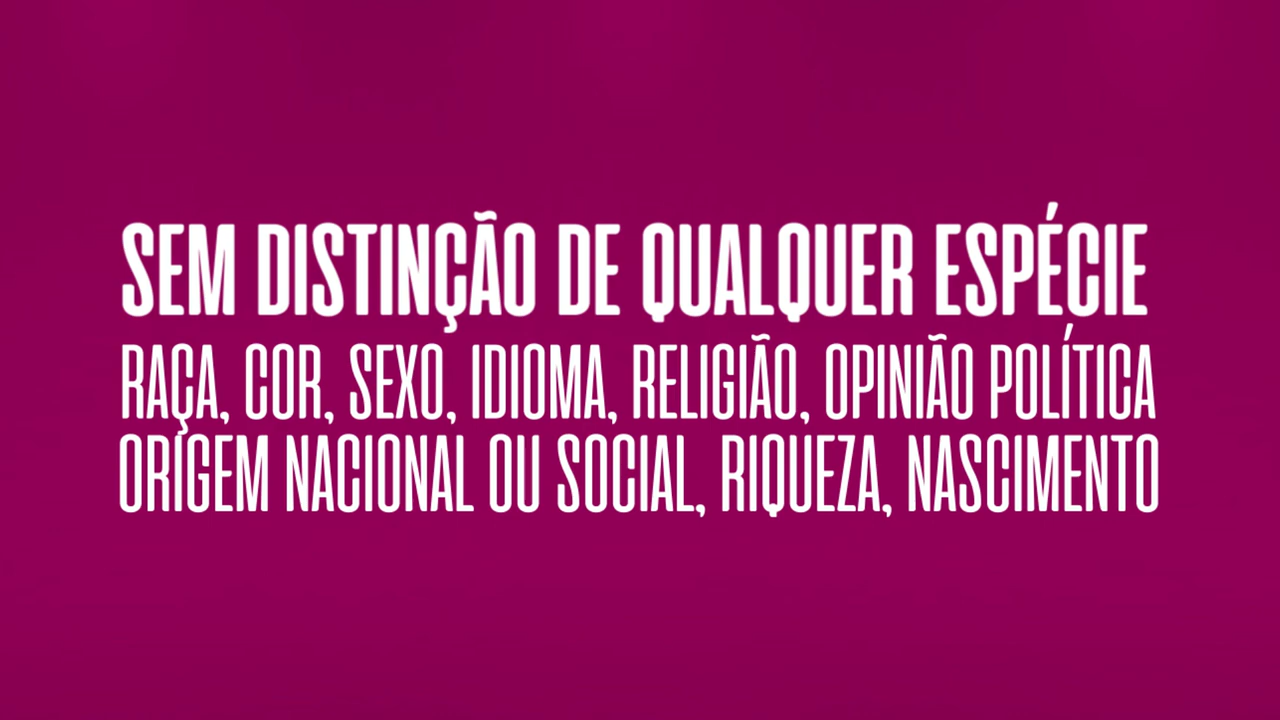 SEM DISTINÇÃO DE QUALQUER ESPÉCIE
RAÇA, COR, SEXO, IDIOMA, RELIGIÃO, OPINIÃO POLÍTICA
ORIGEM NACIONAL OU SOCIAL, RIQUEZA, NASCIMENTO